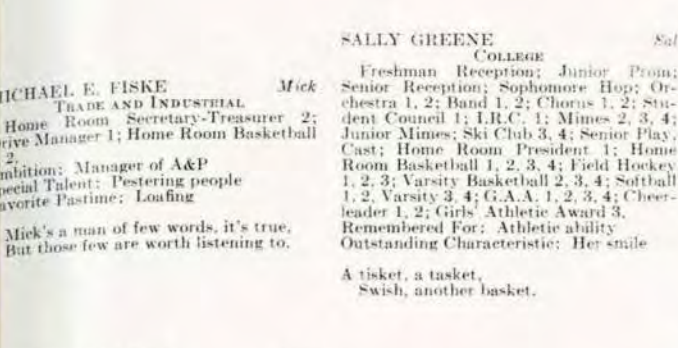 MICHAEL E. FISKE Mick
TRADE AND INDUSTRIAL
Home Room Secretary-Treasurer 2;
Drive Manager 1; Home Room Basketball
2.
Ambition: Manager of A&P
Special Talent: Pestering people
Favorite Pastime: Loafing
Mick's a man of few words, it's true,
But those few are worth listening to.
SALLY GREENE Sal
COLLEGE
Freshman Reception; Junior Prom;
Senior Reception; Sophomore Hop; Or-
chestra 1, 2; Band 1, 2; Chorus 1, 2; Stu-
dent Council 1; I.R.C. 1; Mimes 2, 3, 4;
Junior Mimes; Ski Club 3, 4; Senior Play,
Cast; Home Room President 1; Home
Room Basketball 1, 2, 3, 4; Field Hockey
1, 2, 3; Varsity Basketball 2, 3, 4; Softball
1, 2, Varsity 3, 4; G.A.A. 1, 2, 3, 4; Cheer-
leader 1, 2; Girls' Athletic Award 3.
Remembered For: Athletic ability
Outstanding Characteristic: Her smile
A tisket, a tasket,
Swish, another basket.